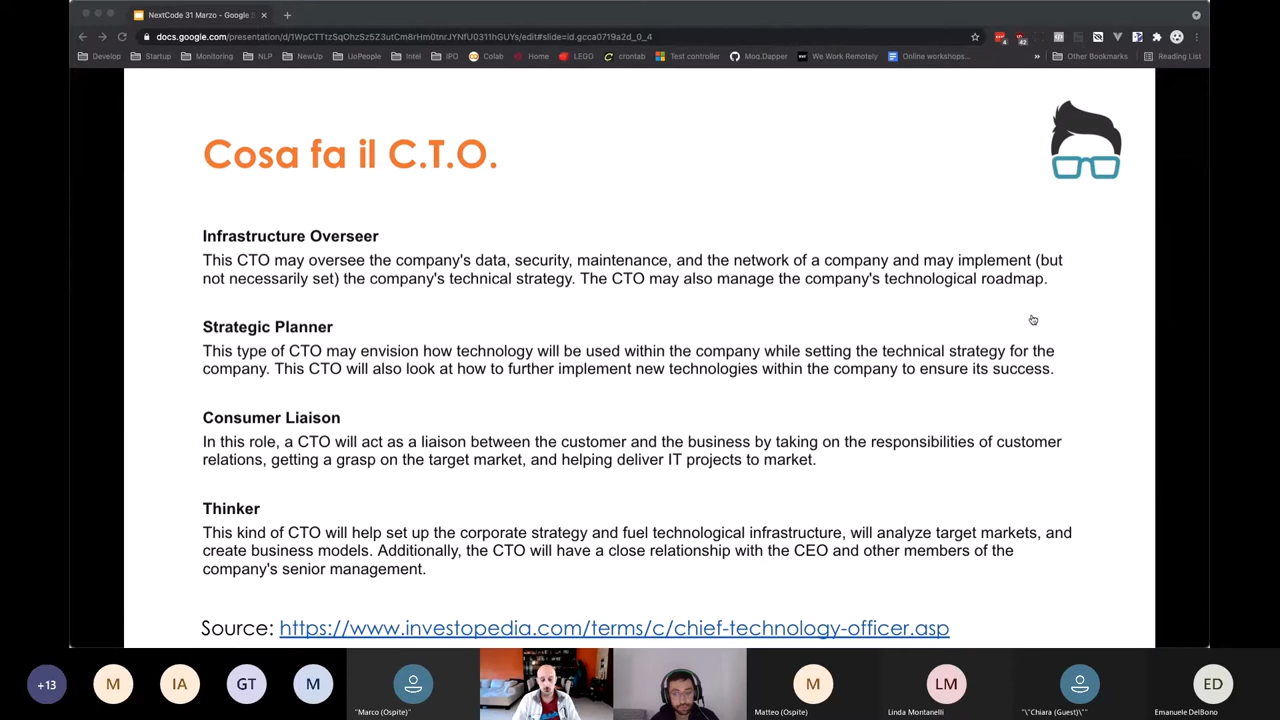 NextCode 31 Marzo - Google S
docs.google.com/presentation/d/1WpCTTtzSqOhzSz5Z3utCm8rHm0tnrJYNfU0311hGUYs/edit#slide=id.gcca0719a2d_0_4
Develop Startup Monitoring NLP NewUp UoPeople Intel IPO Colab Home LEGO crontab Test controller Moq.Dapper We Work Remotely Online workshops... » Other Bookmarks Reading List
Cosa fa il C.T.O.
Infrastructure Overseer
This CTO may oversee the company's data, security, maintenance, and the network of a company and may implement (but
not necessarily set) the company's technical strategy. The CTO may also manage the company's technological roadmap.
Strategic Planner
This type of CTO may envision how technology will be used within the company while setting the technical strategy for the
company. This CTO will also look at how to further implement new technologies within the company to ensure its success.
Consumer Liaison
In this role, a CTO will act as a liaison between the customer and the business by taking on the responsibilities of customer
relations, getting a grasp on the target market, and helping deliver IT projects to market.
Thinker
This kind of CTO will help set up the corporate strategy and fuel technological infrastructure, will analyze target markets, and
create business models. Additionally, the CTO will have a close relationship with the CEO and other members of the
company's senior management.
Source: https://www.investopedia.com/terms/c/chief-technology-officer.asp
+13 M IA GT M M LM ED
"Marco (Ospite) Matteo (Ospite) Linda Montanelli "\"Chiara (Guest)\"" Emanuele DelBono